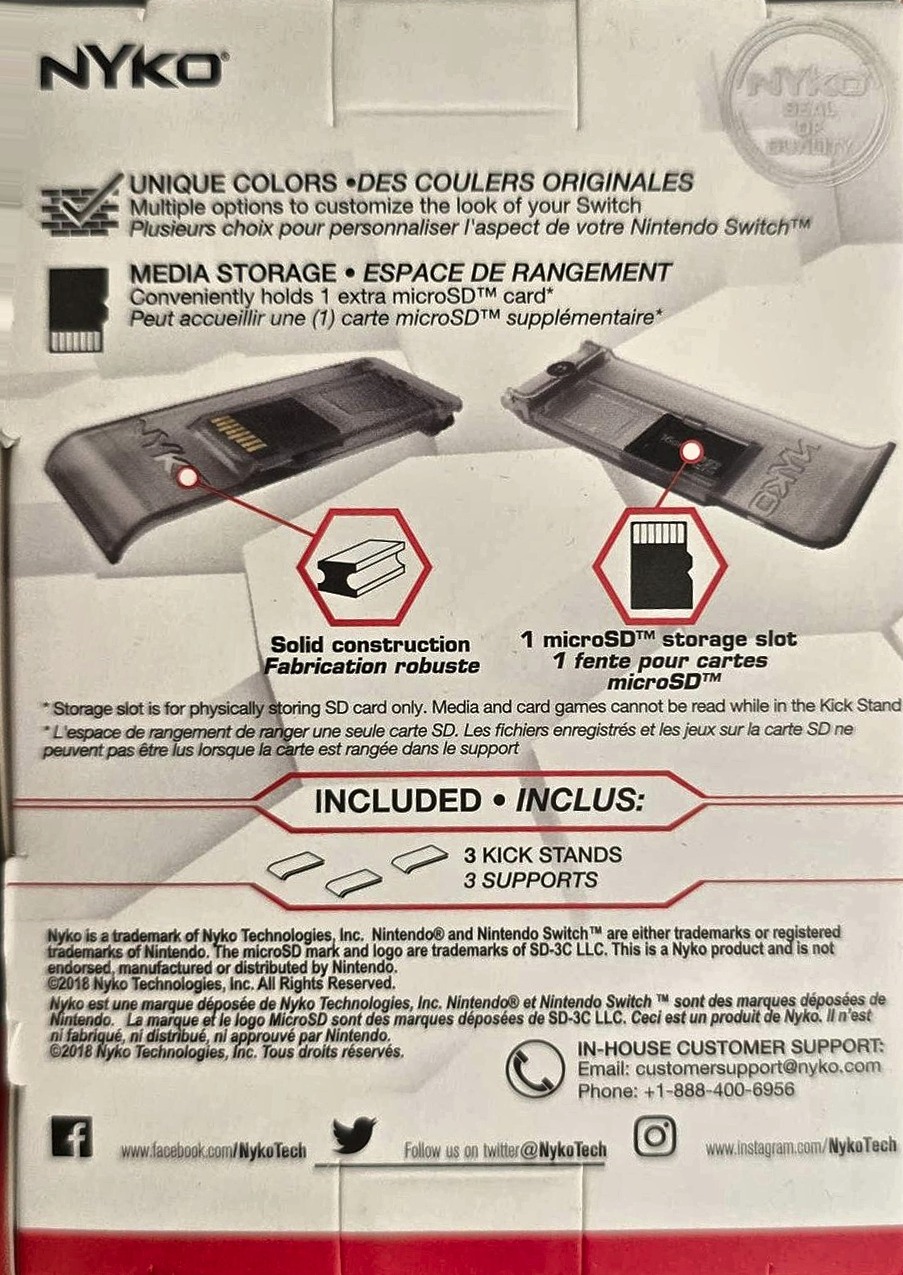 NYKO®
NYKO
SEAL
OF
QUALITY
UNIQUE COLORS •DES COULERS ORIGINALES
Multiple options to customize the look of your Switch
Plusieurs choix pour personnaliser l'aspect de votre Nintendo Switch™
MEDIA STORAGE • ESPACE DE RANGEMENT
Conveniently holds 1 extra microSD™ card*
Peut accueillir une (1) carte microSD™ supplémentaire*
NYKO
NYKO
Solid construction
Fabrication robuste
1 microSD™ storage slot
1 fente pour cartes
microSD™
* Storage slot is for physically storing SD card only. Media and card games cannot be read while in the Kick Stand
* L'espace de rangement de ranger une seule carte SD. Les fichiers enregistrés et les jeux sur la carte SD ne
peuvent pas être lus lorsque la carte est rangée dans le support
INCLUDED • INCLUS:
3 KICK STANDS
3 SUPPORTS
Nyko is a trademark of Nyko Technologies, Inc. Nintendo® and Nintendo Switch™ are either trademarks or registered
trademarks of Nintendo. The microSD mark and logo are trademarks of SD-3C LLC. This is a Nyko product and is not
endorsed, manufactured or distributed by Nintendo.
©2018 Nyko Technologies, Inc. All Rights Reserved.
Nyko est une marque déposée de Nyko Technologies, Inc. Nintendo® et Nintendo Switch ™ sont des marques déposées de
Nintendo. La marque et le logo MicroSD sont des marques déposées de SD-3C LLC. Ceci est un produit de Nyko. Il n'est
ni fabriqué, ni distribué, ni approuvé par Nintendo.
©2018 Nyko Technologies, Inc. Tous droits réservés.
IN-HOUSE CUSTOMER SUPPORT:
Email: customersupport@nyko.com
Phone: +1-888-400-6956
www.facebook.com/NykoTech
Follow us on twitter@NykoTech
www.instagram.com/NykoTech